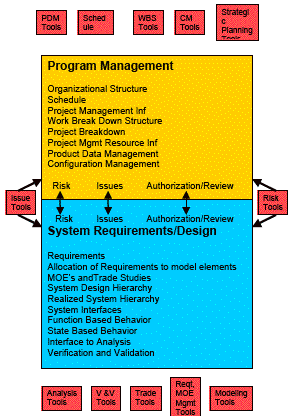 PDM
Tools
Sched
ule
WBS
Tools
CM
Tools
Strategi
c
Planning
Tools
Program Management
Organizational Structure
Schedule
Project Management Inf
Work Break Down Structure
Project Breakdown
Project Mgmt Resource Inf
Product Data Management
Configuration Management
Risk Issues Authorization/Review
Issue
Tools
Risk
Tools
Risk Issues Authorization/Review
System Requirements/Design
Requirements
Allocation of Requirements to model elements
MOE's andTrade Studies
System Design Hierarchy
Realized System Hierarchy
System Interfaces
Function Based Behavior
State Based Behavior
Interface to Analysis
Verification and Validation
Analysis
Tools
V &V
Tools
Trade
Tools
Reqt,
MOE
Mgmt
Tools
Modeling
Tools